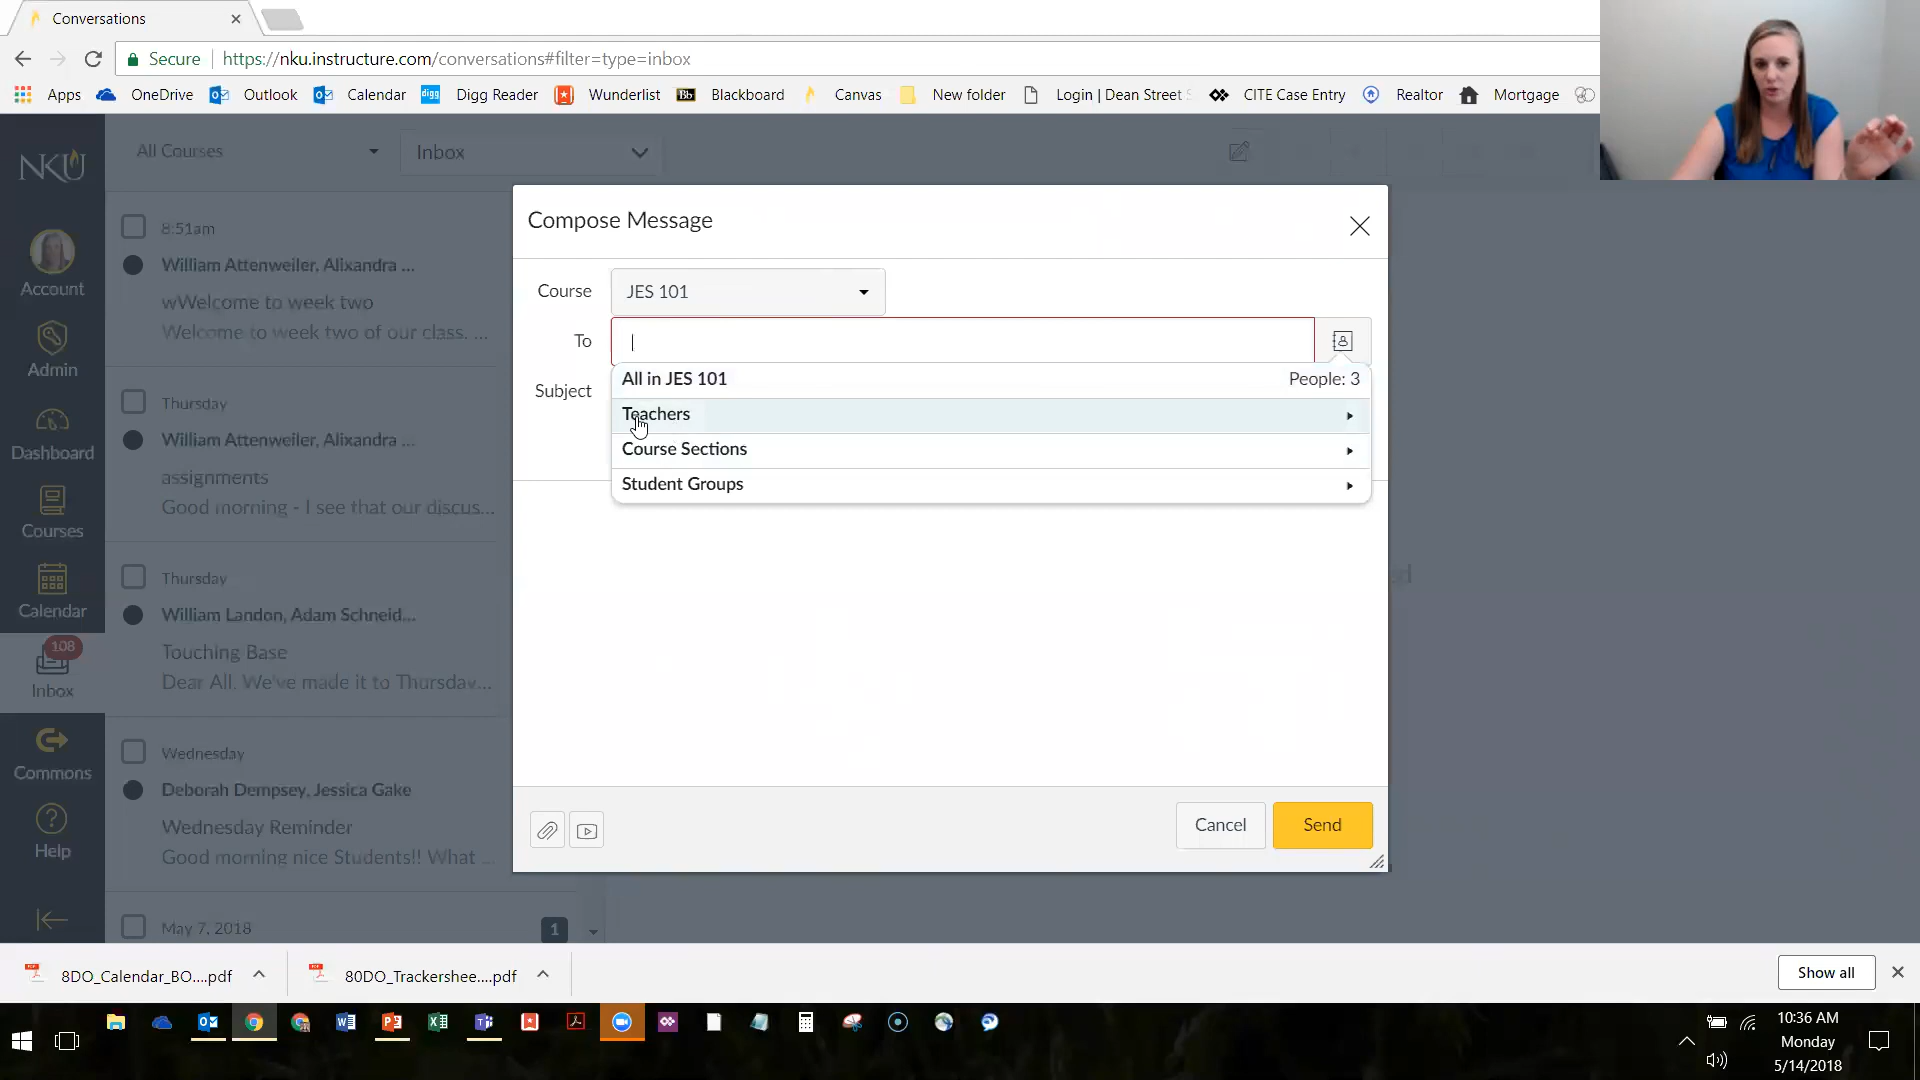 Conversations
Secure
https://nku.instructure.com/conversations#filter=type=inbox
Apps
OneDrive
Outlook
Calendar
digg
Digg Reader
Wunderlist
Bb
Blackboard
Canvas
New folder
Login | Dean Street S
CITE Case Entry
Realtor
Mortgage
NKU
Account
Admin
Dashboard
Courses
Calendar
108
Inbox
Commons
Help
All Courses
Inbox
8:51am
William Attenweiler, Alixandra ...
wWelcome to week two
Welcome to week two of our class. ...
Thursday
William Attenweiler, Alixandra ...
assignments
Good morning - I see that our discus...
Thursday
William Landon, Adam Schneid...
Touching Base
Dear All, We've made it to Thursday...
Wednesday
Deborah Dempsey, Jessica Gake
Wednesday Reminder
Good morning nice Students!! What ...
May 7, 2018
1
Compose Message
Course
JES 101
To
Subject
All in JES 101
People: 3
Teachers
Course Sections
Student Groups
Cancel
Send
8DO_Calendar_BO....pdf
80DO_Trackershee....pdf
Show all
10:36 AM
Monday
5/14/2018